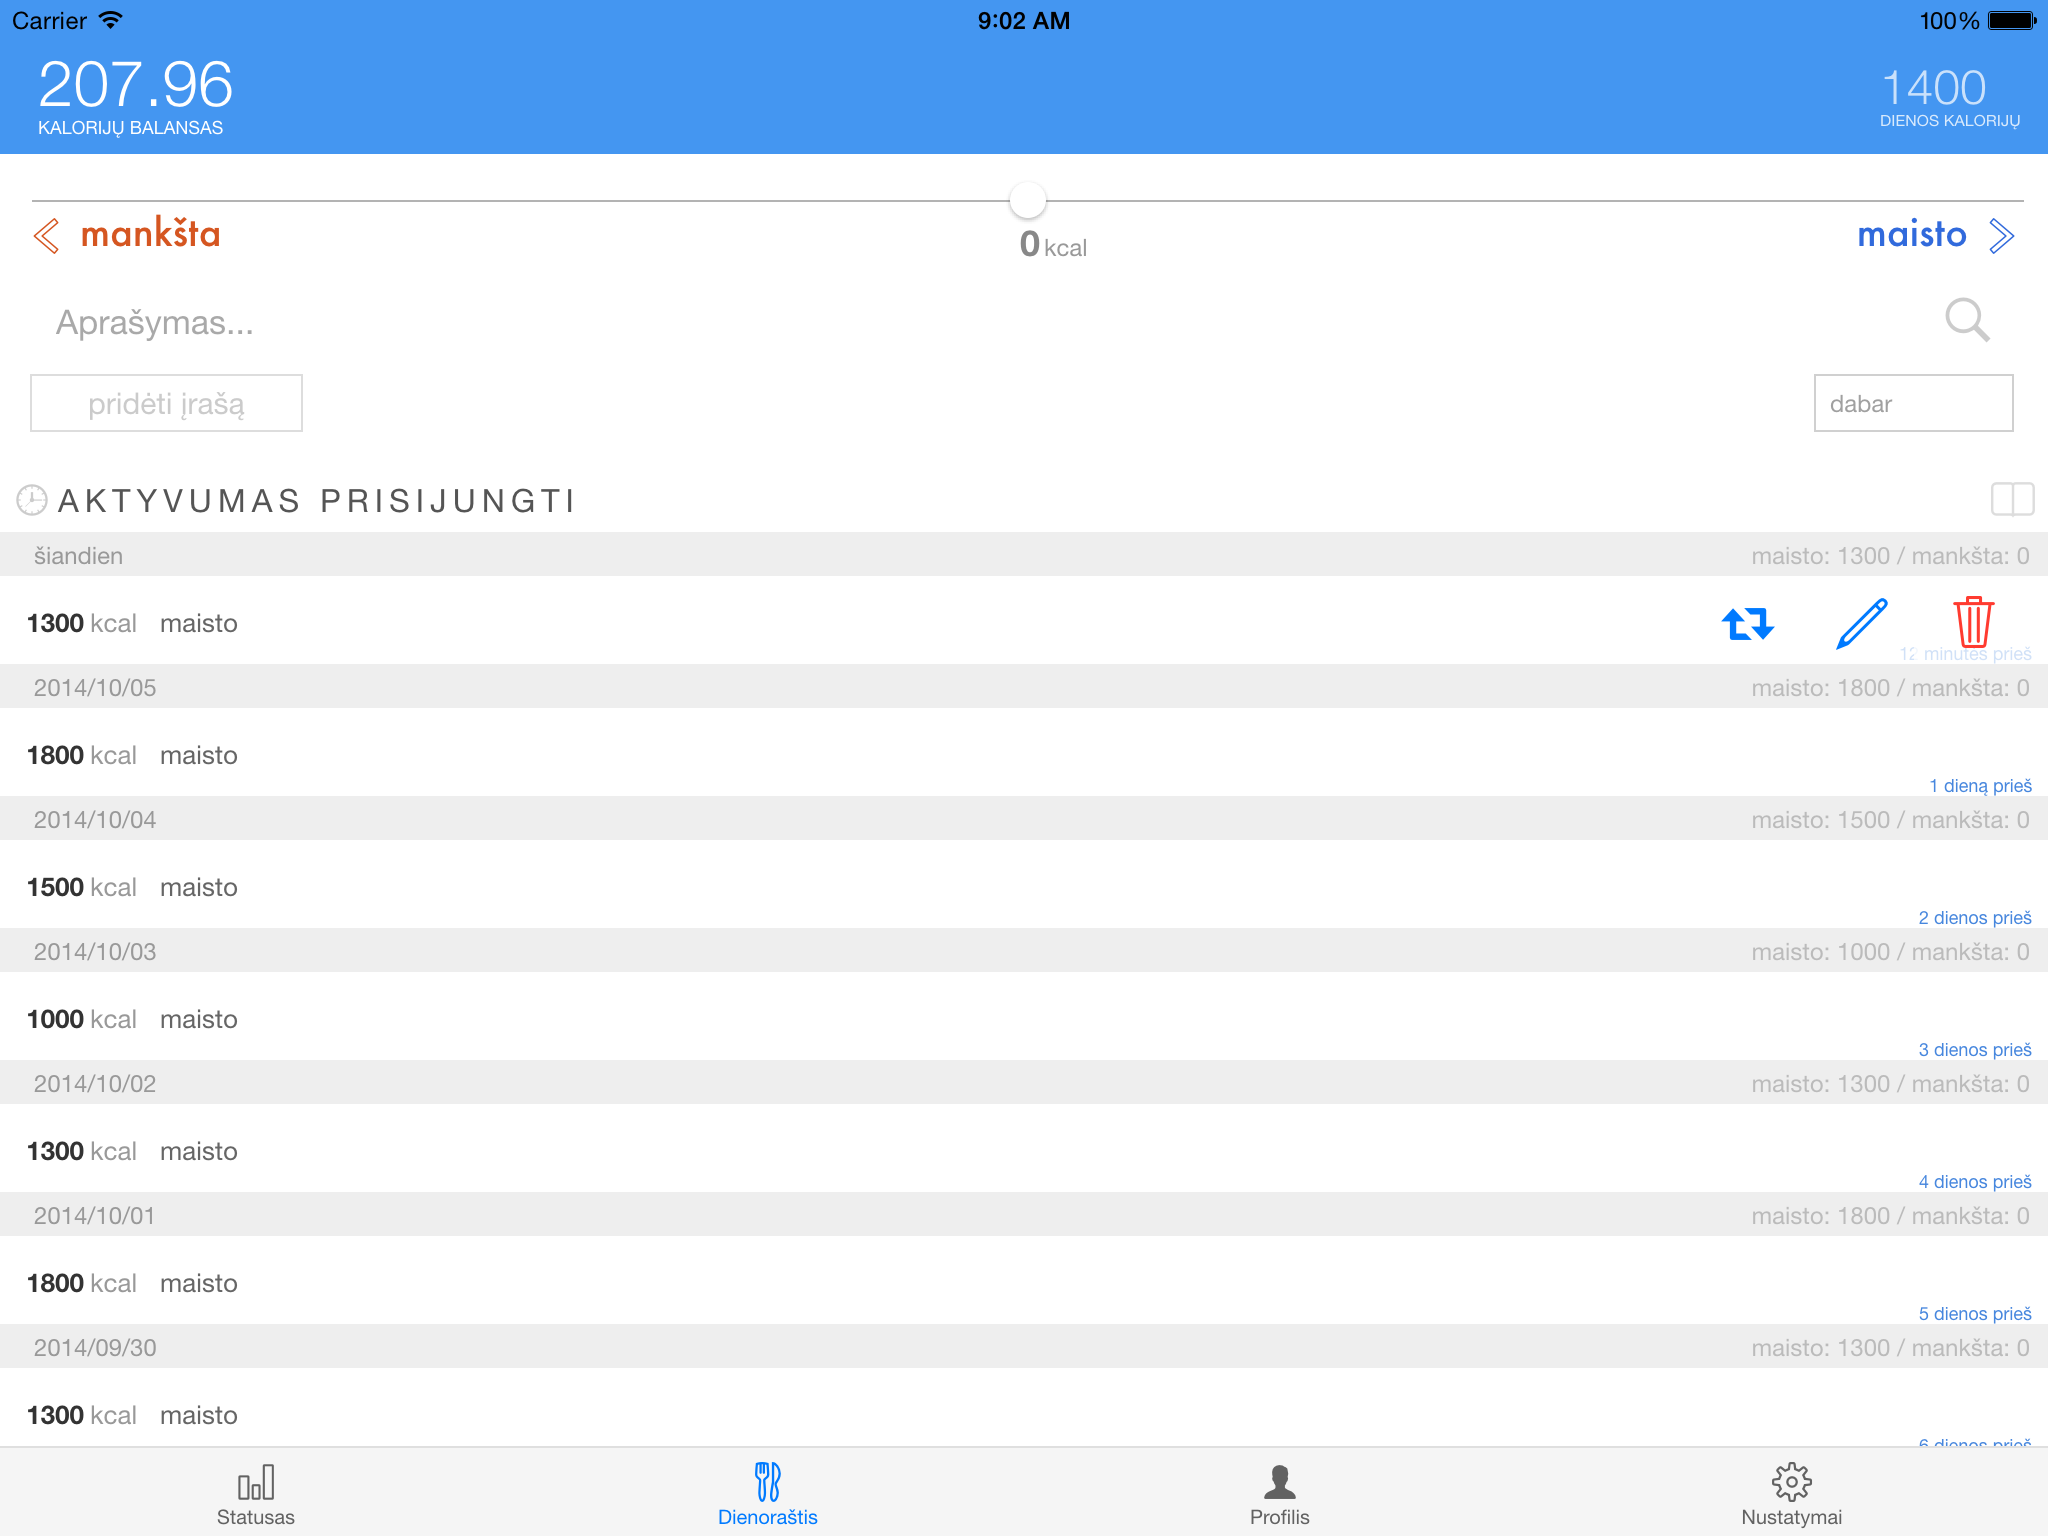 Carrier 9:02 AM 100%
207.96 1400
KALORIJŲ BALANSAS DIENOS KALORIJŲ
mankšta 0 kcal maisto
Aprašymas...
pridėti įrašą dabar
AKTYVUMAS PRISIJUNGTI
šiandien maisto: 1300 / mankšta: 0
1300 kcal maisto
12 minutės prieš
2014/10/05 maisto: 1800 / mankšta: 0
1800 kcal maisto
1 dieną prieš
2014/10/04 maisto: 1500 / mankšta: 0
1500 kcal maisto
2 dienos prieš
2014/10/03 maisto: 1000 / mankšta: 0
1000 kcal maisto
3 dienos prieš
2014/10/02 maisto: 1300 / mankšta: 0
1300 kcal maisto
4 dienos prieš
2014/10/01 maisto: 1800 / mankšta: 0
1800 kcal maisto
5 dienos prieš
2014/09/30 maisto: 1300 / mankšta: 0
1300 kcal maisto
6 dienos prieš
Statusas Dienoraštis Profilis Nustatymai